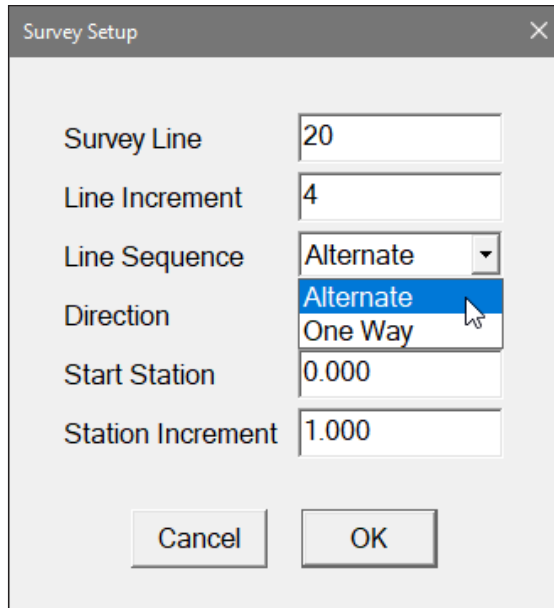 Survey Setup
Survey Line 20
Line Increment 4
Line Sequence Alternate
Alternate
Direction
One Way
Start Station 0.000
Station Increment 1.000
Cancel OK